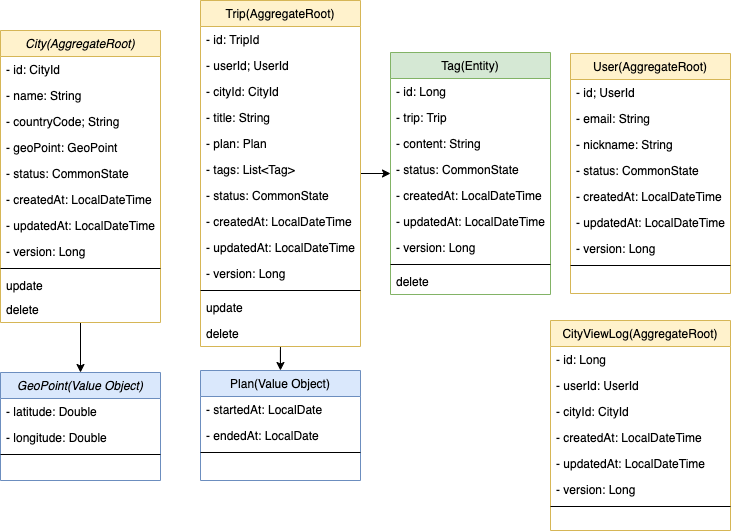 City(AggregateRoot)
- id: CityId
- name: String
- countryCode; String
- geoPoint: GeoPoint
- status: CommonState
- createdAt: LocalDateTime
- updatedAt: LocalDateTime
- version: Long
update
delete
GeoPoint(Value Object)
- latitude: Double
- longitude: Double
Trip(AggregateRoot)
- id: TripId
- userId; UserId
- cityId: CityId
- title: String
- plan: Plan
- tags: List<Tag>
- status: CommonState
- createdAt: LocalDateTime
- updatedAt: LocalDateTime
- version: Long
update
delete
Plan(Value Object)
- startedAt: LocalDate
- endedAt: LocalDate
Tag(Entity)
- id: Long
- trip: Trip
- content: String
- status: CommonState
- createdAt: LocalDateTime
- updatedAt: LocalDateTime
- version: Long
delete
User(AggregateRoot)
- id; UserId
- email: String
- nickname: String
- status: CommonState
- createdAt: LocalDateTime
- updatedAt: LocalDateTime
- version: Long
CityViewLog(AggregateRoot)
- id: Long
- userId: UserId
- cityId: CityId
- createdAt: LocalDateTime
- updatedAt: LocalDateTime
- version: Long